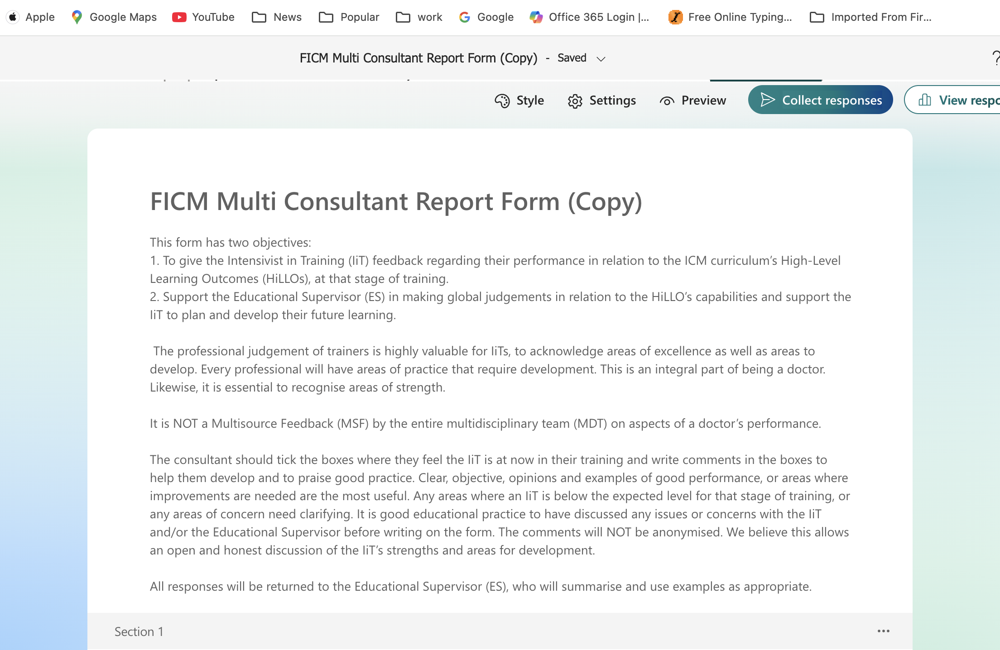 Apple Google Maps YouTube News Popular work Google Office 365 Login |... Free Online Typing... Imported From Fir...
FICM Multi Consultant Report Form (Copy) - Saved
?
Style Settings Preview Collect responses View respo
FICM Multi Consultant Report Form (Copy)
This form has two objectives:
1. To give the Intensivist in Training (IiT) feedback regarding their performance in relation to the ICM curriculum’s High-Level
Learning Outcomes (HiLLOs), at that stage of training.
2. Support the Educational Supervisor (ES) in making global judgements in relation to the HiLLO’s capabilities and support the
IiT to plan and develop their future learning.
The professional judgement of trainers is highly valuable for IiTs, to acknowledge areas of excellence as well as areas to
develop. Every professional will have areas of practice that require development. This is an integral part of being a doctor.
Likewise, it is essential to recognise areas of strength.
It is NOT a Multisource Feedback (MSF) by the entire multidisciplinary team (MDT) on aspects of a doctor’s performance.
The consultant should tick the boxes where they feel the IiT is at now in their training and write comments in the boxes to
help them develop and to praise good practice. Clear, objective, opinions and examples of good performance, or areas where
improvements are needed are the most useful. Any areas where an IiT is below the expected level for that stage of training, or
any areas of concern need clarifying. It is good educational practice to have discussed any issues or concerns with the IiT
and/or the Educational Supervisor before writing on the form. The comments will NOT be anonymised. We believe this allows
an open and honest discussion of the IiT’s strengths and areas for development.
All responses will be returned to the Educational Supervisor (ES), who will summarise and use examples as appropriate.
Section 1